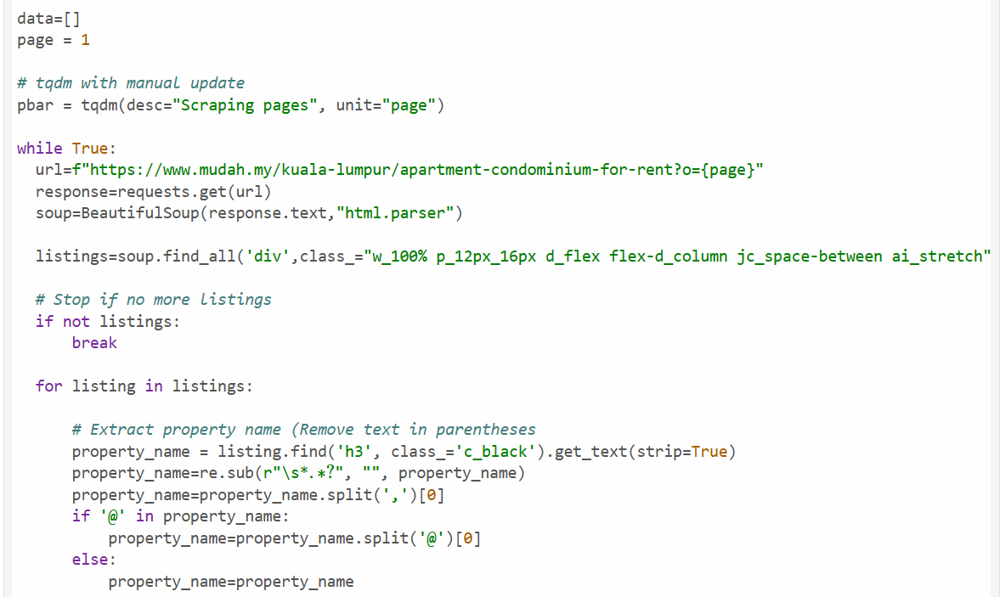 data=[]
page = 1
# tqdm with manual update
pbar = tqdm(desc="Scraping pages", unit="page")
while True:
url=f"https://www.mudah.my/kuala-lumpur/apartment-condominium-for-rent?o={page}"
response=requests.get(url)
soup=BeautifulSoup(response.text,"html.parser")
listings=soup.find_all('div',class_="w_100% p_12px_16px d_flex flex-d_column jc_space-between ai_stretch"
# Stop if no more listings
if not listings:
break
for listing in listings:
# Extract property name (Remove text in parentheses
property_name = listing.find('h3', class_='c_black').get_text(strip=True)
property_name=re.sub(r"\s*.*?", "", property_name)
property_name=property_name.split(',')[0]
if '@' in property_name:
property_name=property_name.split('@')[0]
else:
property_name=property_name